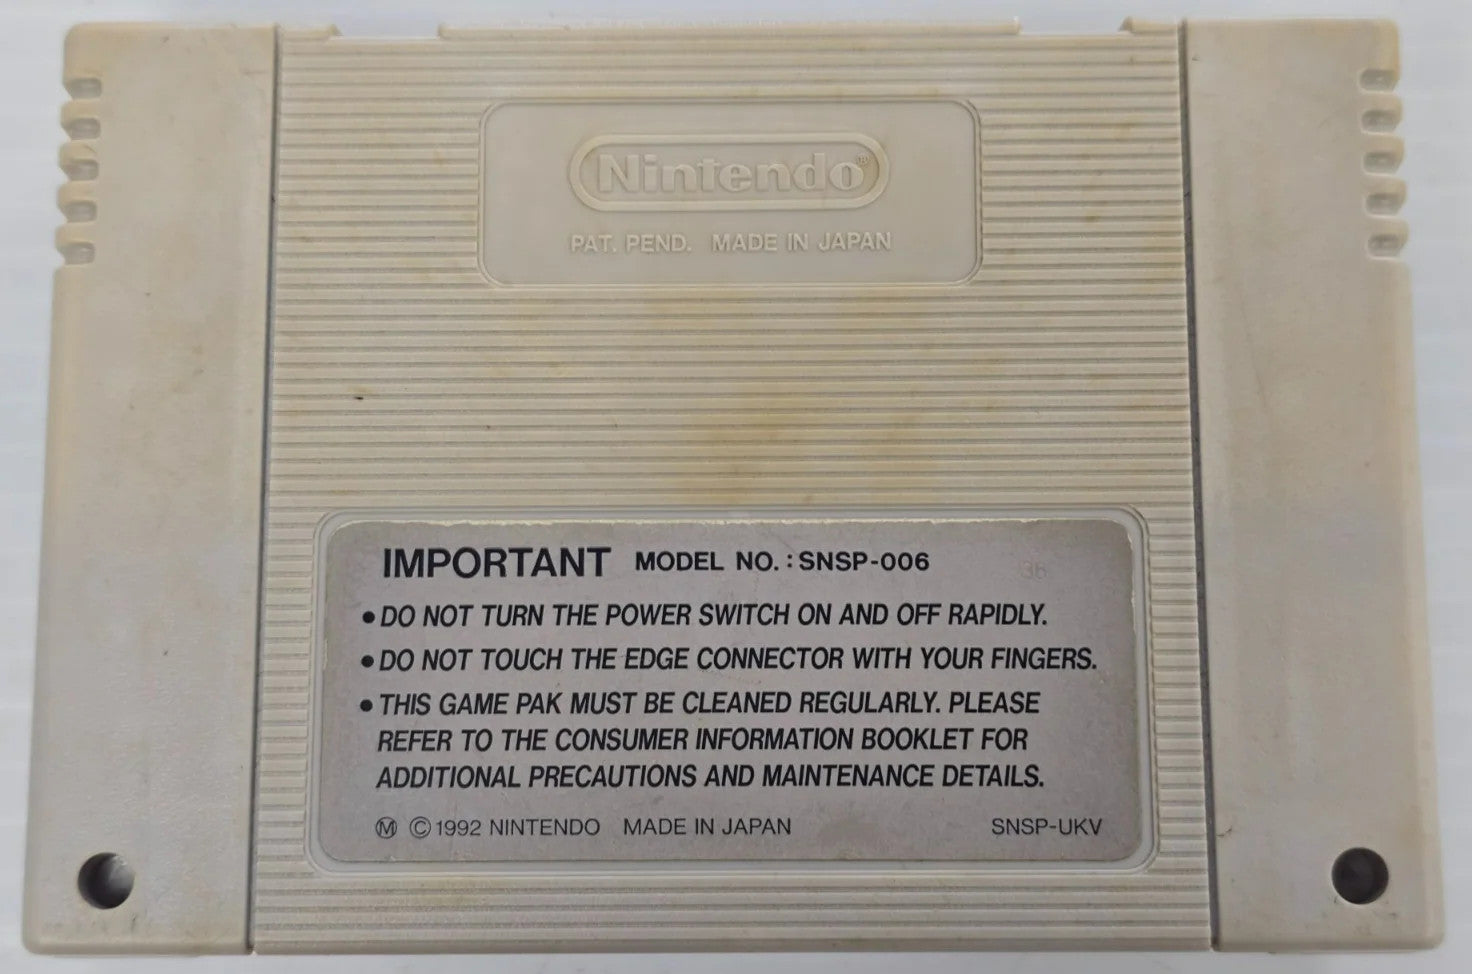 Nintendo®
PAT. PEND. MADE IN JAPAN
IMPORTANT MODEL NO.: SNSP-006
36
•DO NOT TURN THE POWER SWITCH ON AND OFF RAPIDLY.
•DO NOT TOUCH THE EDGE CONNECTOR WITH YOUR FINGERS.
•THIS GAME PAK MUST BE CLEANED REGULARLY. PLEASE
REFER TO THE CONSUMER INFORMATION BOOKLET FOR
ADDITIONAL PRECAUTIONS AND MAINTENANCE DETAILS.
Ⓜ ©1992 NINTENDO MADE IN JAPAN SNSP-UKV